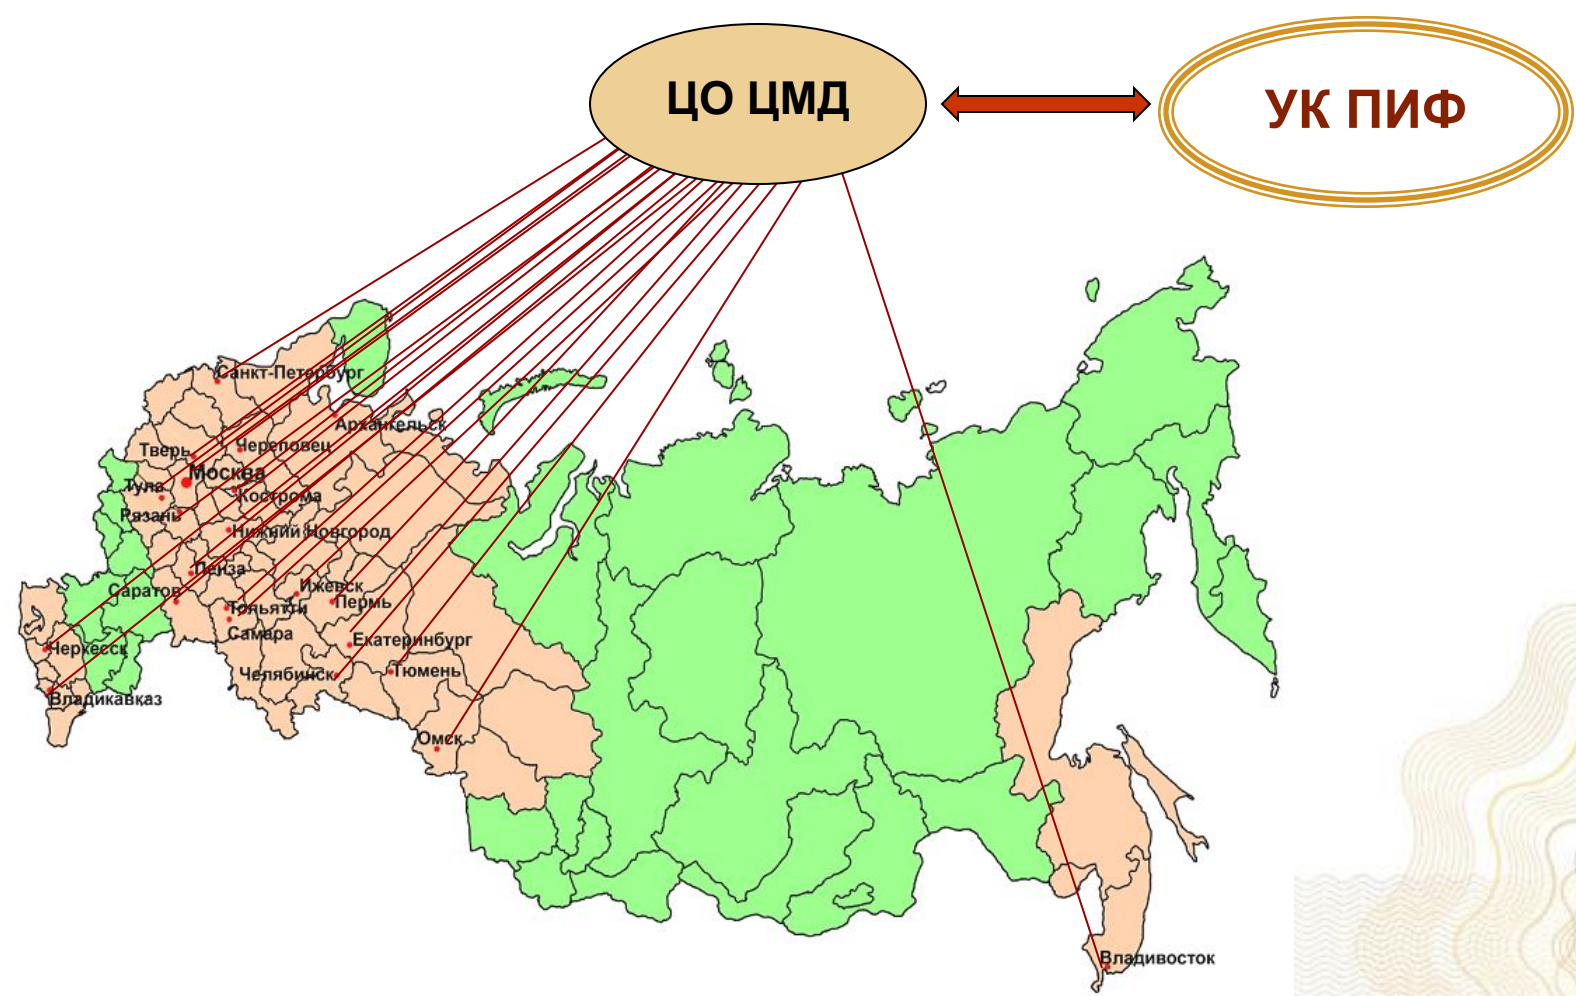 ЦО ЦМД
УК ПИФ
Санкт-Петербург
Архангельск
Череповец
Тверь
Москва
Тула
Кострома
Рязань
Нижний Новгород
Пенза
Саратов
Ижевск
Пермь
Тольятти
Самара
Екатеринбург
Черкесск
Челябинск
Тюмень
Владикавказ
Омск
Владивосток